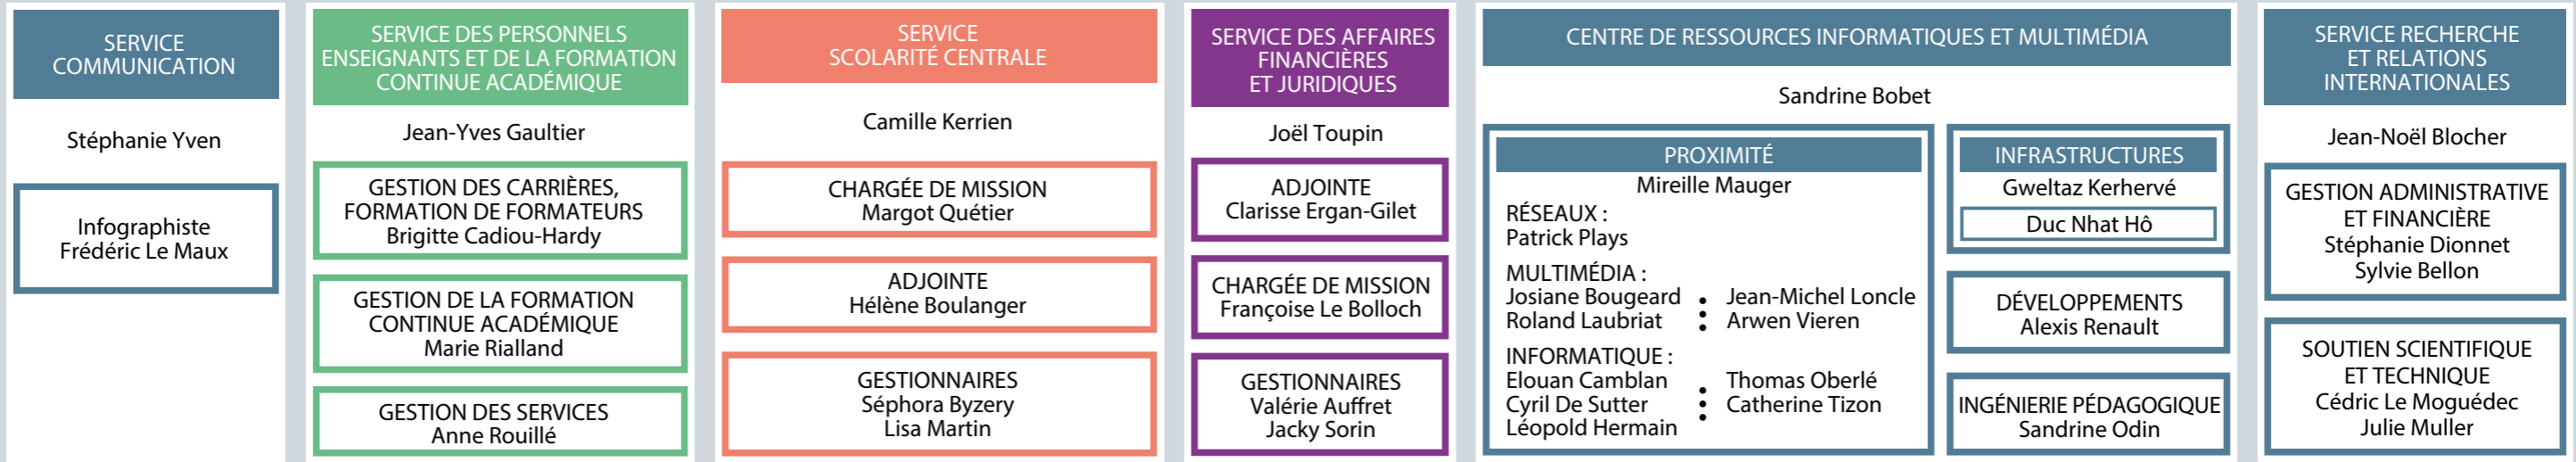 SERVICE
COMMUNICATION
Stéphanie Yven
Infographiste
Frédéric Le Maux
SERVICE DES PERSONNELS
ENSEIGNANTS ET DE LA FORMATION
CONTINUE ACADÉMIQUE
Jean-Yves Gaultier
GESTION DES CARRIÈRES,
FORMATION DE FORMATEURS
Brigitte Cadiou-Hardy
GESTION DE LA FORMATION
CONTINUE ACADÉMIQUE
Marie Rialland
GESTION DES SERVICES
Anne Rouillé
SERVICE
SCOLARITÉ CENTRALE
Camille Kerrien
CHARGÉE DE MISSION
Margot Quétier
ADJOINTE
Hélène Boulanger
GESTIONNAIRES
Séphora Byzery
Lisa Martin
SERVICE DES AFFAIRES
FINANCIÈRES
ET JURIDIQUES
Joël Toupin
ADJOINTE
Clarisse Ergan-Gilet
CHARGÉE DE MISSION
Françoise Le Bolloch
GESTIONNAIRES
Valérie Auffret
Jacky Sorin
CENTRE DE RESSOURCES INFORMATIQUES ET MULTIMÉDIA
Sandrine Bobet
PROXIMITÉ
Mireille Mauger
RÉSEAUX :
Patrick Plays
MULTIMÉDIA :
Josiane Bougeard
Roland Laubriat
Jean-Michel Loncle
Arwen Vieren
INFORMATIQUE :
Elouan Camblan
Cyril De Sutter
Léopold Hermain
Thomas Oberlé
Catherine Tizon
INFRASTRUCTURES
Gweltaz Kerhervé
Duc Nhat Hô
DÉVELOPPEMENTS
Alexis Renault
INGÉNIERIE PÉDAGOGIQUE
Sandrine Odin
SERVICE RECHERCHE
ET RELATIONS
INTERNATIONALES
Jean-Noël Blocher
GESTION ADMINISTRATIVE
ET FINANCIÈRE
Stéphanie Dionnet
Sylvie Bellon
SOUTIEN SCIENTIFIQUE
ET TECHNIQUE
Cédric Le Moguédec
Julie Muller